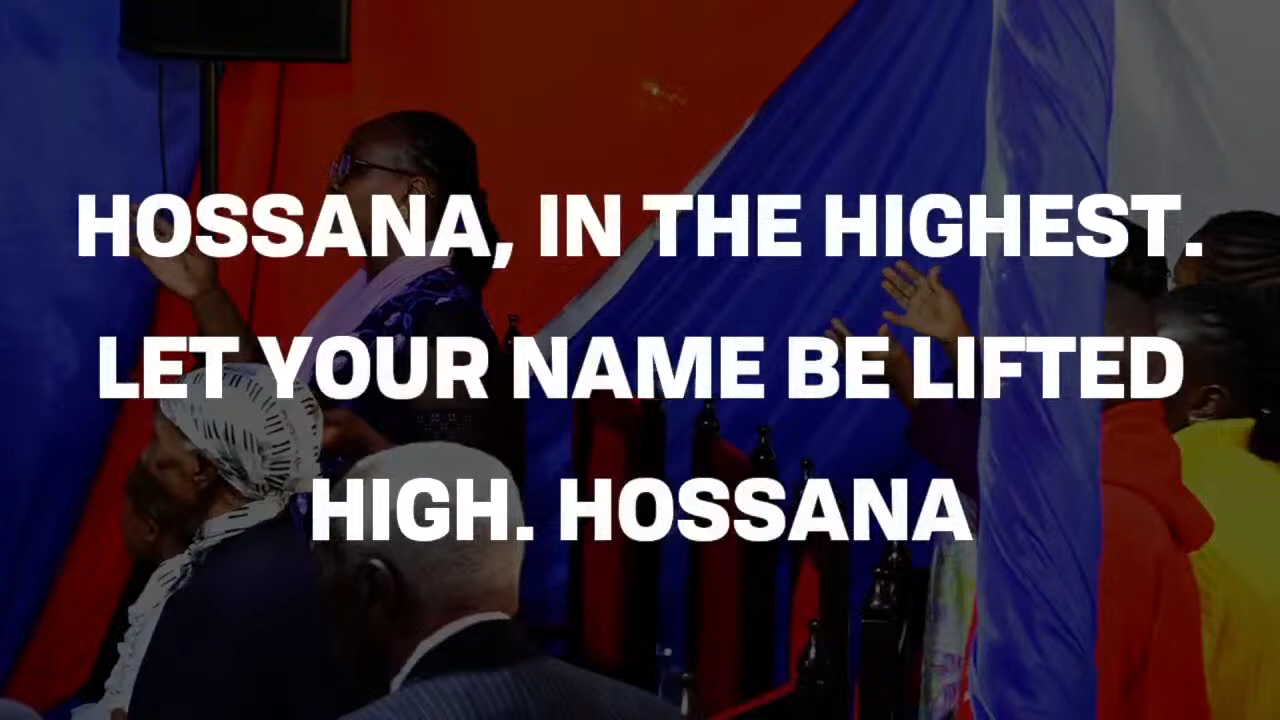 HOSSANA, IN THE HIGHEST.
LET YOUR NAME BE LIFTED
HIGH. HOSSANA